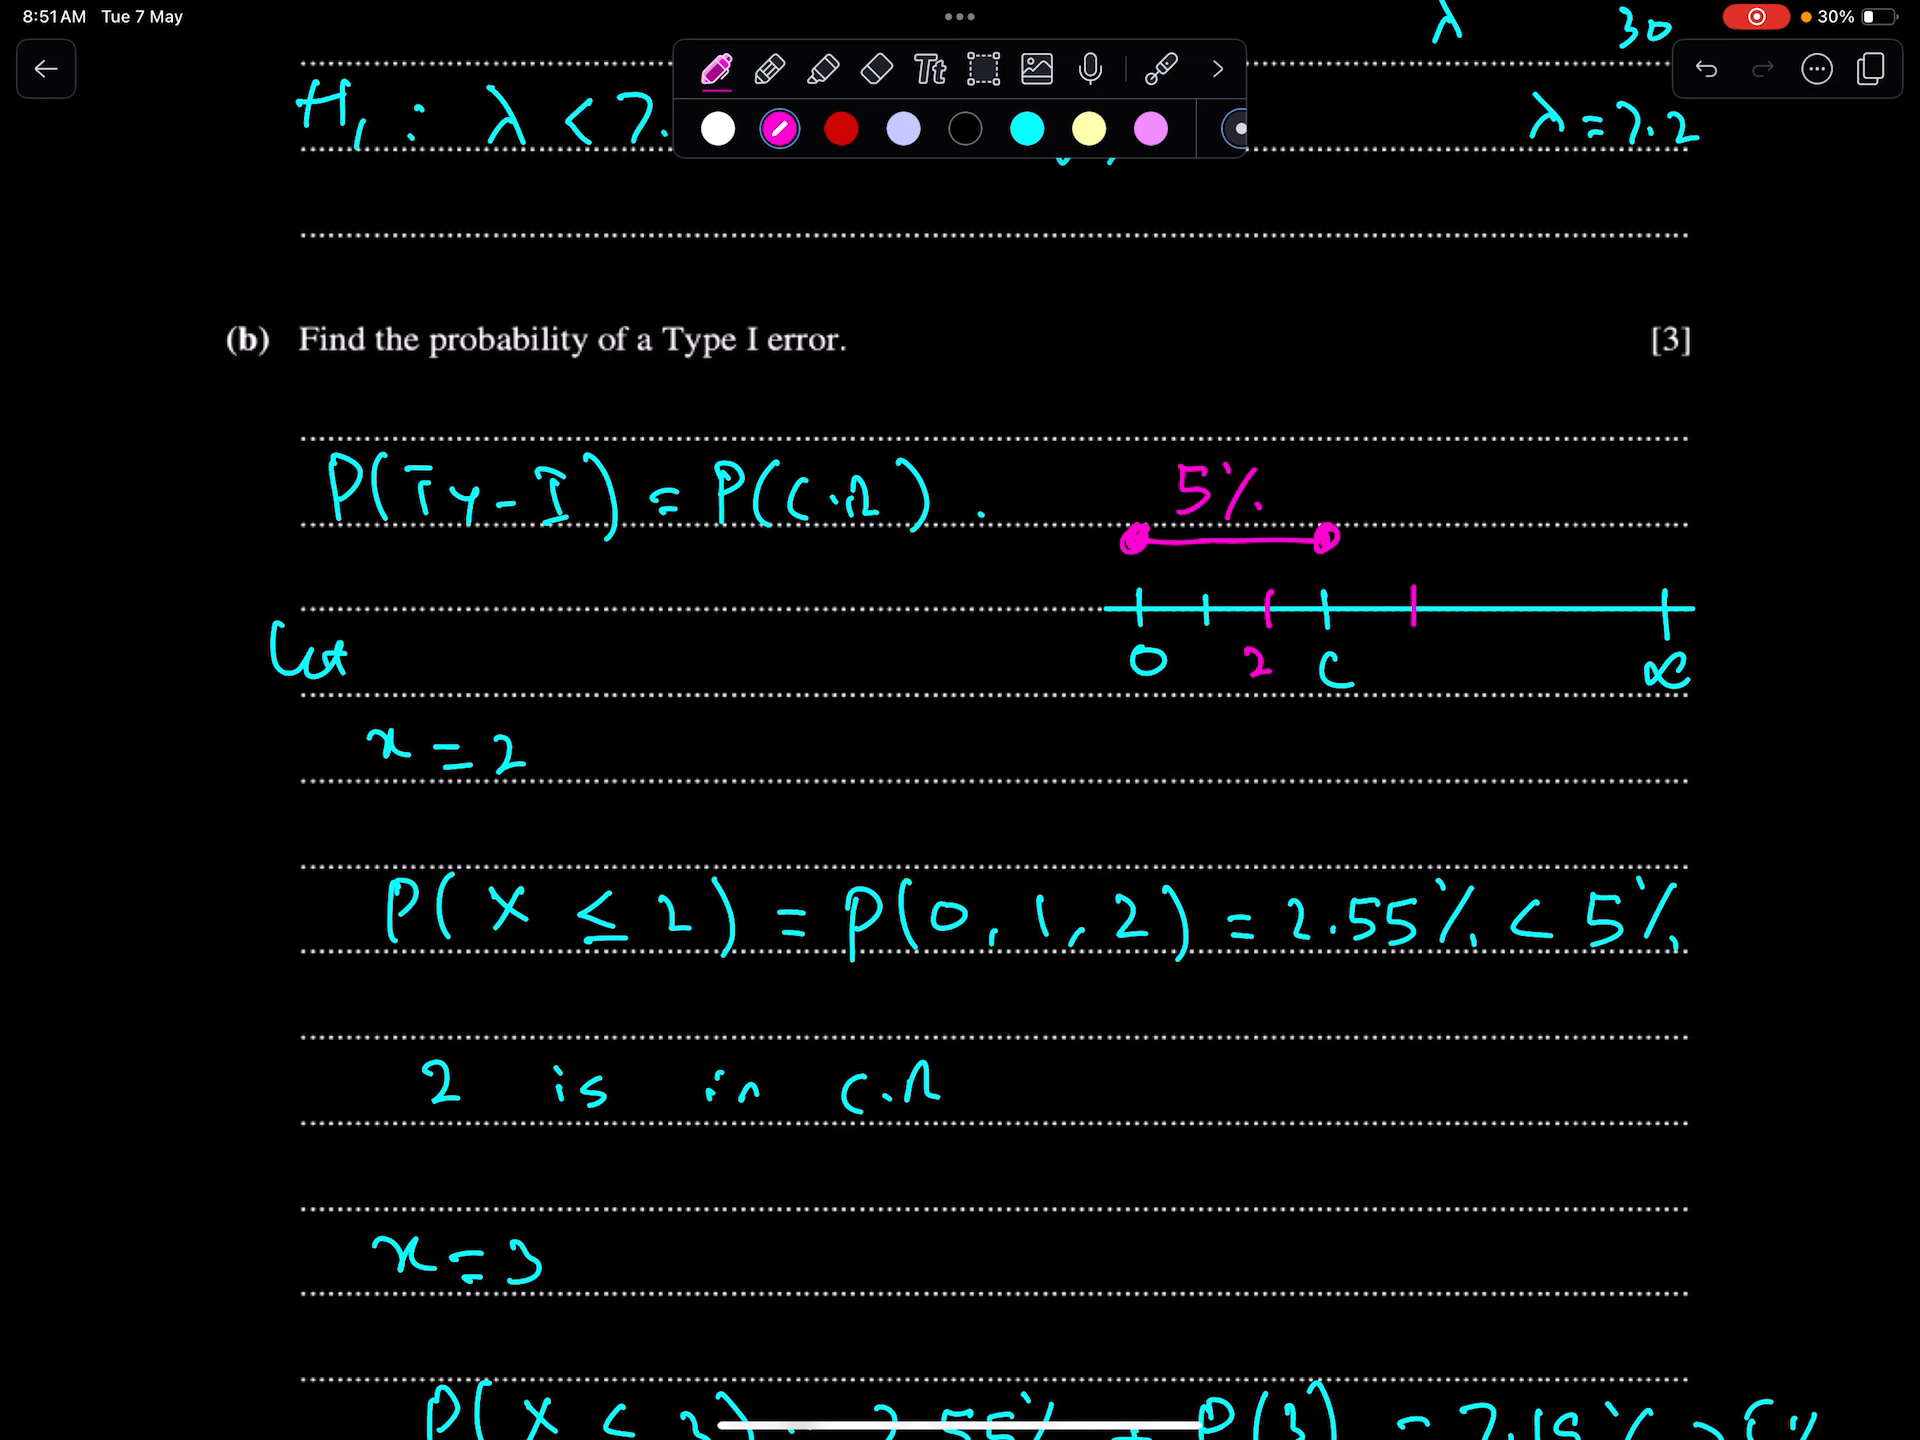 8:51 AM Tue 7 May
30%
λ 30
Tt
H₁ : λ < 7.
λ = 7.2
(b) Find the probability of a Type I error. [3]
P(Ty-I) = P(C.R).
5%
Let
0 2 C ∝
x = 2
P(X ≤ 2) = P(0, 1, 2) = 2.55% < 5%
2 is in C.R
x = 3